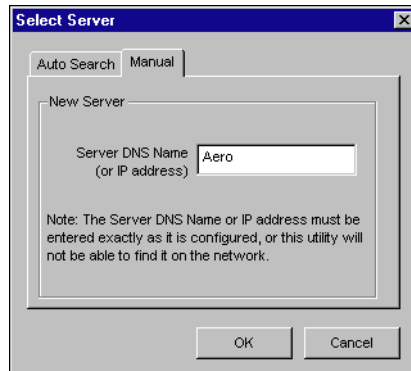 Select Server
Auto Search
Manual
New Server
Server DNS Name
(or IP address)
Aero
Note: The Server DNS Name or IP address must be
entered exactly as it is configured, or this utility will
not be able to find it on the network.
OK
Cancel